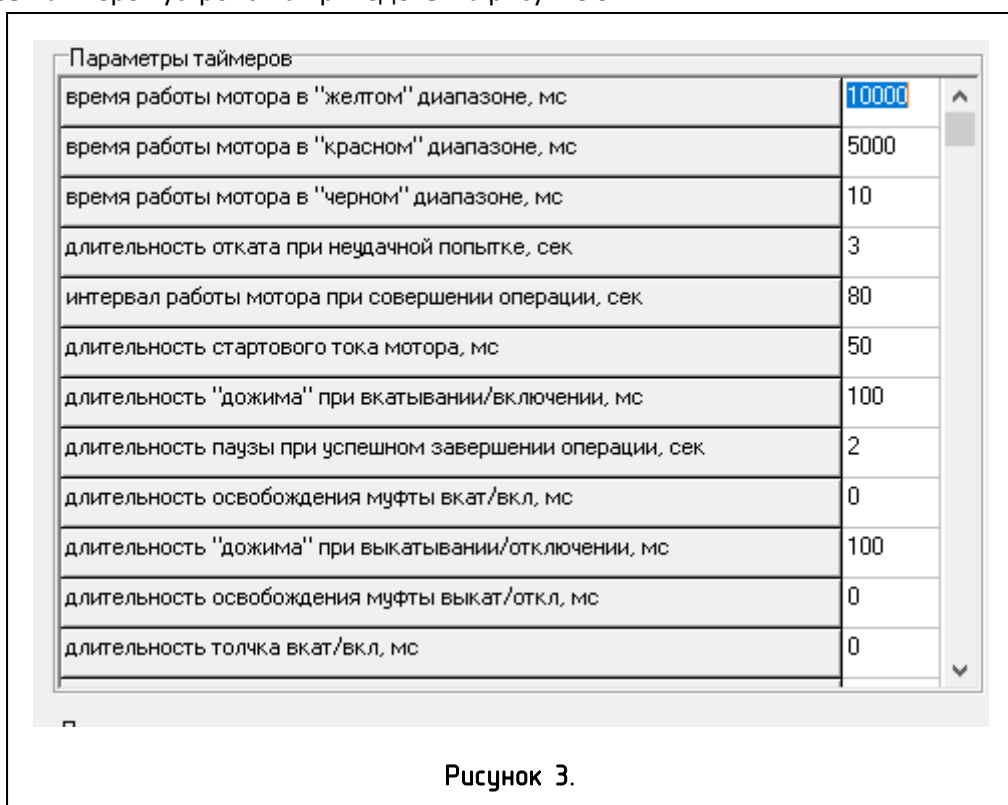 Параметры таймеров
время работы мотора в "желтом" диапазоне, мс 10000
время работы мотора в "красном" диапазоне, мс 5000
время работы мотора в "черном" диапазоне, мс 10
длительность отката при неудачной попытке, сек 3
интервал работы мотора при совершении операции, сек 80
длительность стартового тока мотора, мс 50
длительность "дожима" при вкатывании/включении, мс 100
длительность паузы при успешном завершении операции, сек 2
длительность освобождения муфты вкат/вкл, мс 0
длительность "дожима" при выкатывании/отключении, мс 100
длительность освобождения муфты выкат/откл, мс 0
длительность толчка вкат/вкл, мс 0
Рисунок 3.